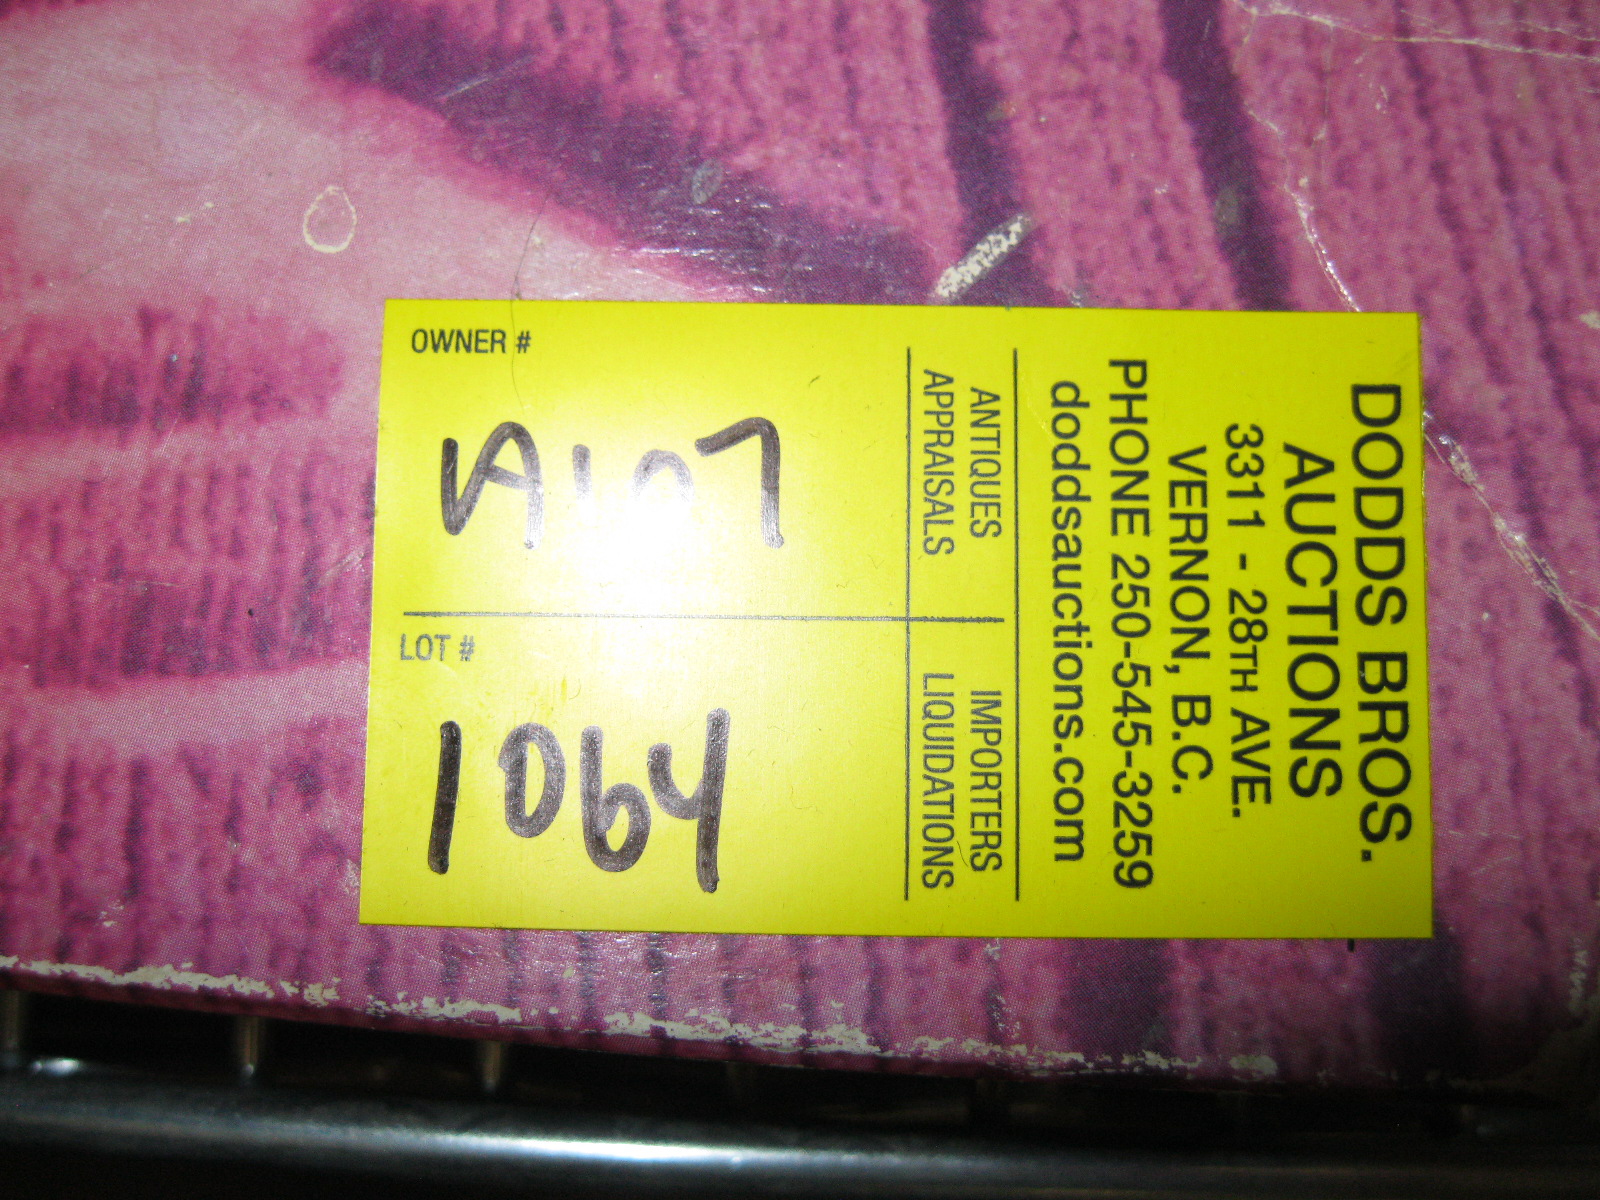 DODDS BROS.
AUCTIONS
3311 - 28TH AVE.
VERNON, B.C.
PHONE 250-545-3259
doddsauctions.com
ANTIQUES
APPRAISALS
IMPORTERS
LIQUIDATIONS
OWNER #
A107
LOT #
1064